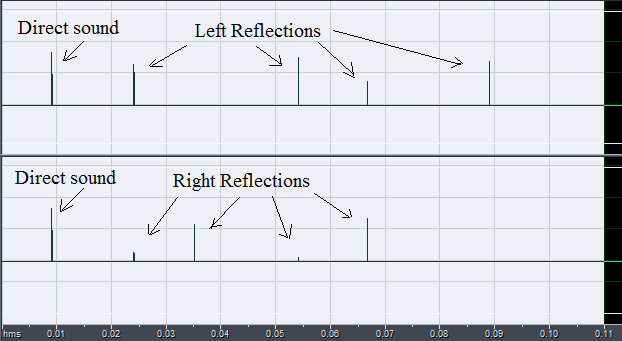 Direct sound
Left Reflections
Direct sound
Right Reflections
hms 0.01 0.02 0.03 0.04 0.05 0.06 0.07 0.08 0.09 0.10 0.11